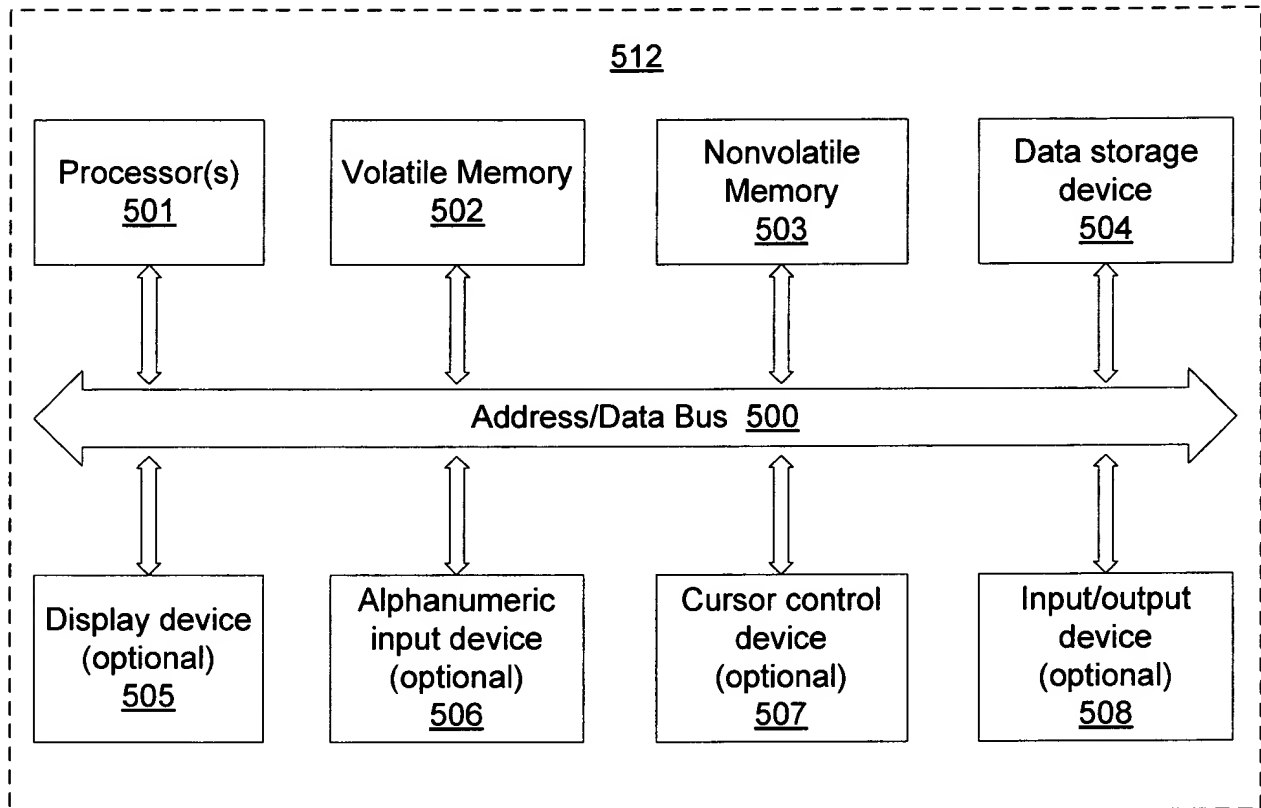 512
Processor(s)
501
Volatile Memory
502
Nonvolatile
Memory
503
Data storage
device
504
Address/Data Bus 500
Display device
(optional)
505
Alphanumeric
input device
(optional)
506
Cursor control
device
(optional)
507
Input/output
device
(optional)
508